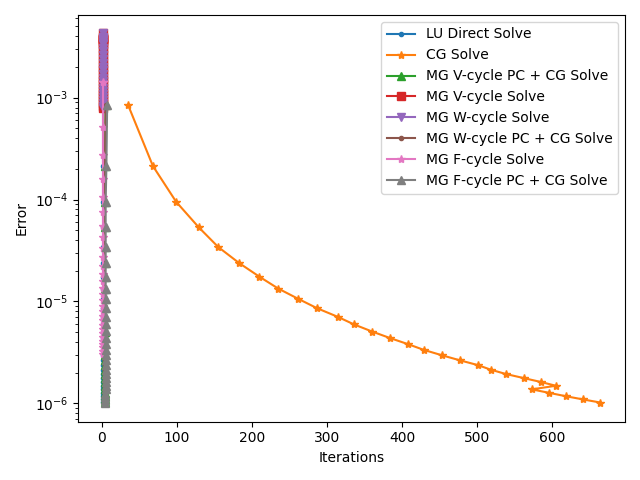 LU Direct Solve
CG Solve
MG V-cycle PC + CG Solve
MG V-cycle Solve
MG W-cycle Solve
MG W-cycle PC + CG Solve
MG F-cycle Solve
MG F-cycle PC + CG Solve
10⁻³
10⁻⁴
10⁻⁵
10⁻⁶
Error
0 100 200 300 400 500 600
Iterations